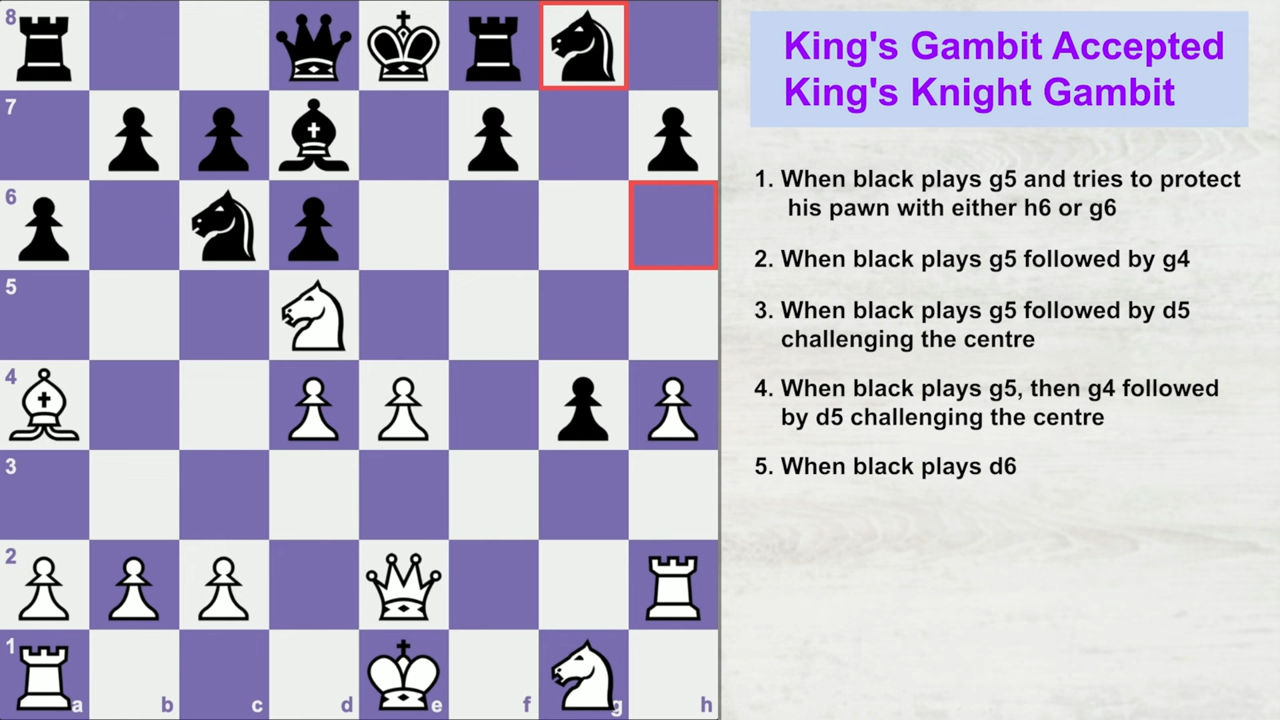 8
7
6
5
4
3
2
1
a
b
c
d
e
f
g
h
King's Gambit Accepted
King's Knight Gambit
1. When black plays g5 and tries to protect
his pawn with either h6 or g6
2. When black plays g5 followed by g4
3. When black plays g5 followed by d5
challenging the centre
4. When black plays g5, then g4 followed
by d5 challenging the centre
5. When black plays d6